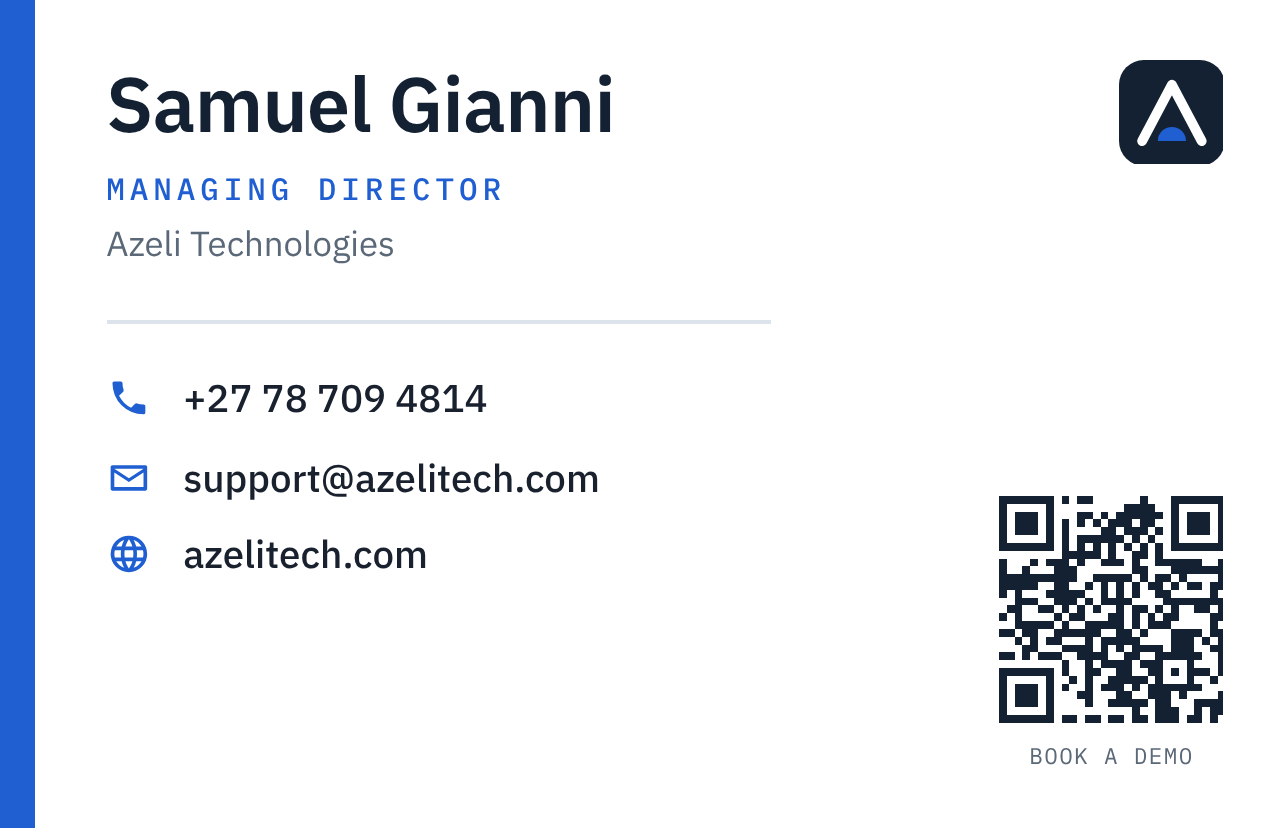 Samuel Gianni
MANAGING DIRECTOR
Azeli Technologies
+27 78 709 4814
support@azelitech.com
azelitech.com
BOOK A DEMO